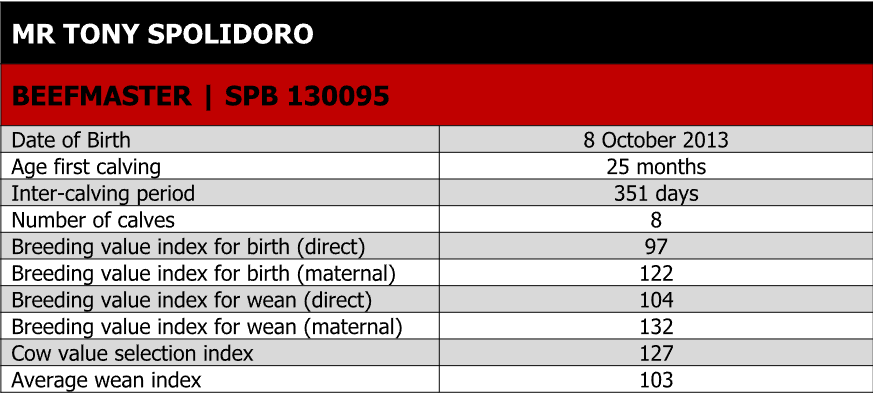 MR TONY SPOLIDORO
BEEFMASTER | SPB 130095
Date of Birth 8 October 2013
Age first calving 25 months
Inter-calving period 351 days
Number of calves 8
Breeding value index for birth (direct) 97
Breeding value index for birth (maternal) 122
Breeding value index for wean (direct) 104
Breeding value index for wean (maternal) 132
Cow value selection index 127
Average wean index 103